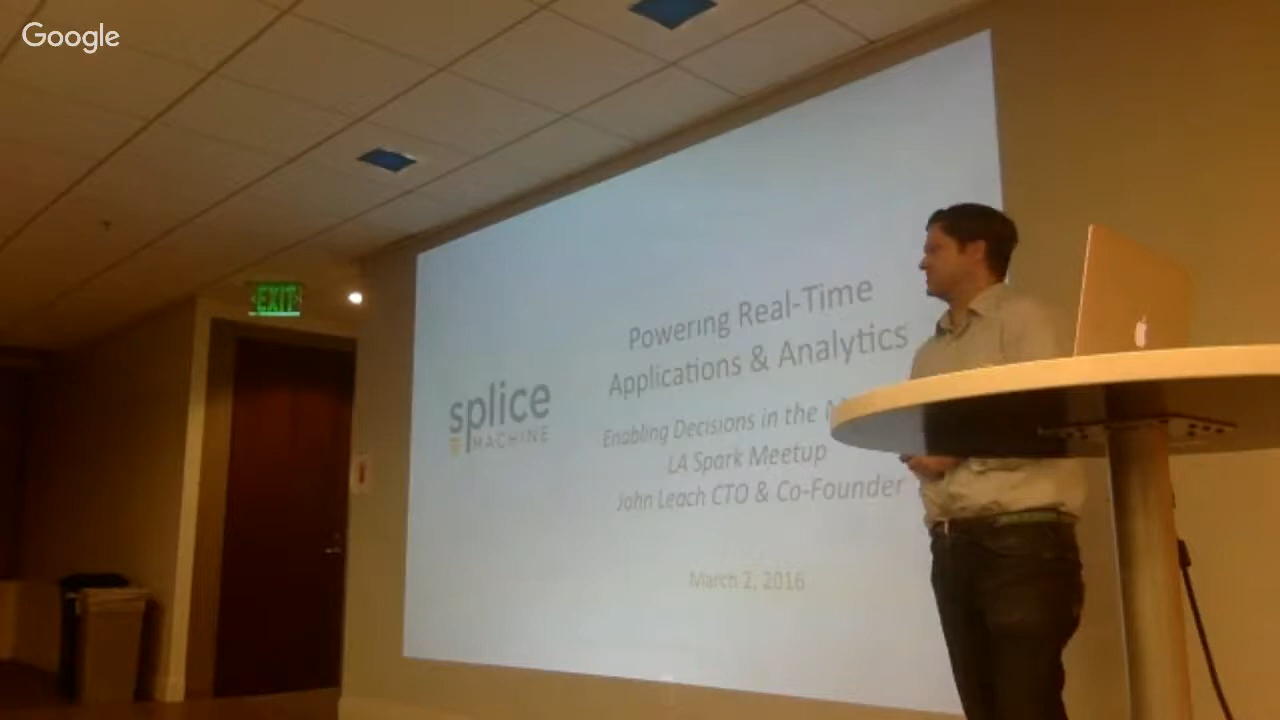 Google
EXIT
splice
MACHINE
Powering Real-Time
Applications & Analytics
Enabling Decisions in the
LA Spark Meetup
John Leach CTO & Co-Founder
March 2, 2016